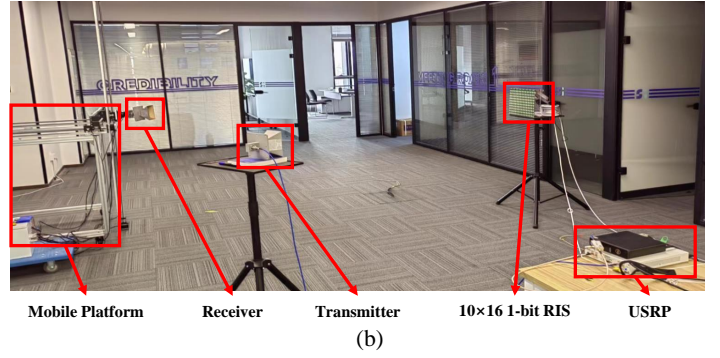 CREDIBILITY
Mobile Platform Receiver Transmitter 10×16 1-bit RIS USRP
(b)